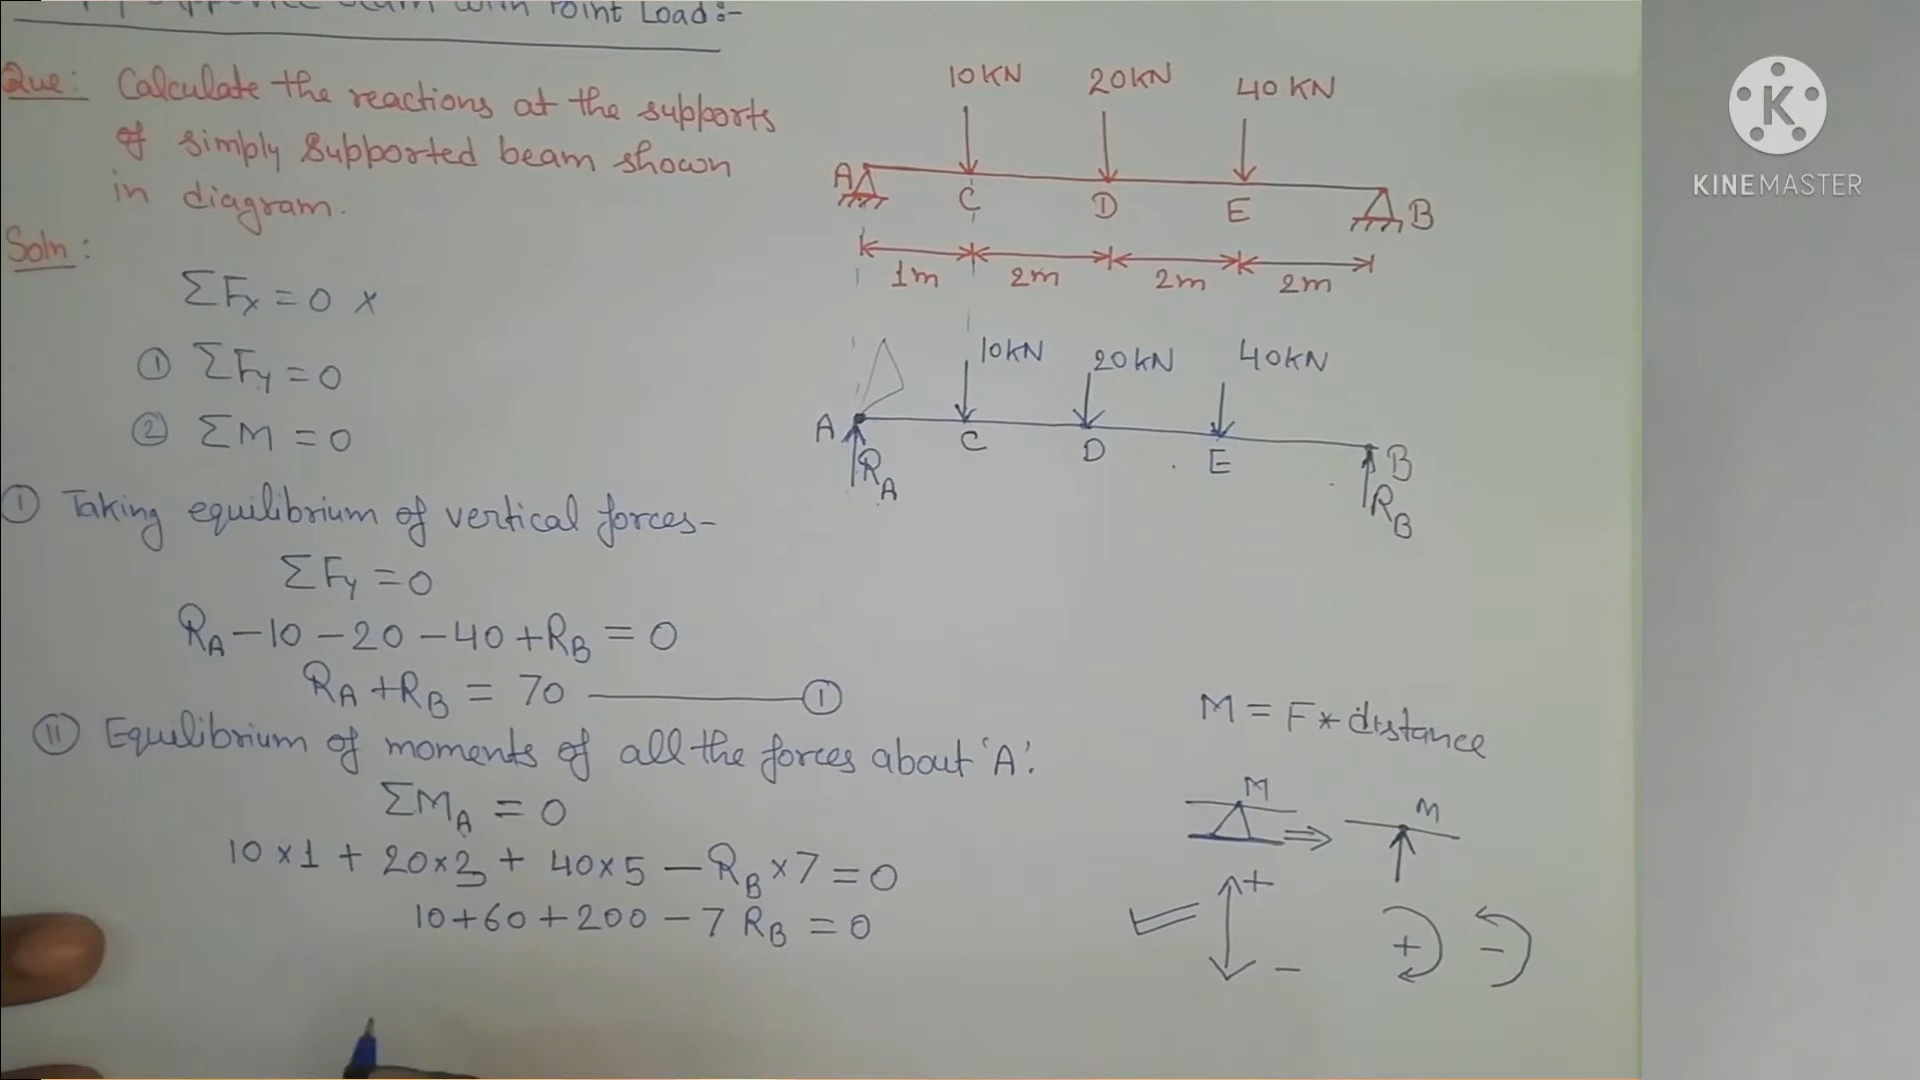 with Point Load:-
Que: Calculate the reactions at the supports
of simply supported beam shown
in diagram.
Soln:
ΣFx = 0 x
① ΣFy = 0
② ΣM = 0
Ⓘ Taking equilibrium of vertical forces-
ΣFy = 0
RA - 10 - 20 - 40 + RB = 0
RA + RB = 70 ——— ①
Ⓘⓘ Equilibrium of moments of all the forces about 'A'.
ΣMA = 0
10×1 + 20×3 + 40×5 - RB×7 = 0
10+60+200 - 7 RB = 0
10KN 20KN 40KN
A C D E B
1m 2m 2m 2m
10KN 20KN 40KN
A C D E B
RA RB
M = F * distance
M M
+
-
+ -
K
KINEMASTER